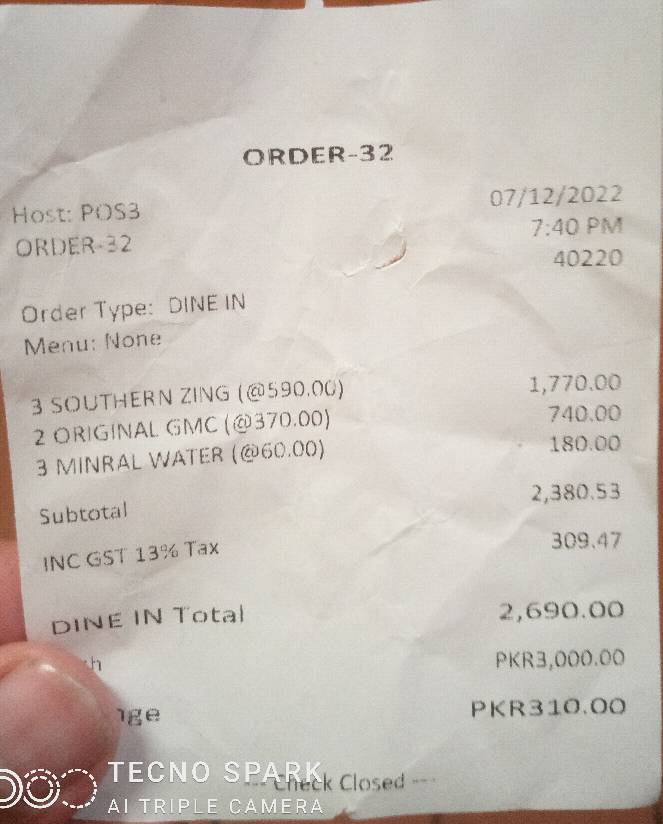 ORDER-32
Host: POS3 07/12/2022
ORDER-32 7:40 PM
40220
Order Type: DINE IN
Menu: None
3 SOUTHERN ZING (@590.00) 1,770.00
2 ORIGINAL GMC (@370.00) 740.00
3 MINRAL WATER (@60.00) 180.00
Subtotal 2,380.53
INC GST 13% Tax 309.47
DINE IN Total 2,690.00
PKR3,000.00
PKR310.00
--- Check Closed ---
TECNO SPARK
AI TRIPLE CAMERA